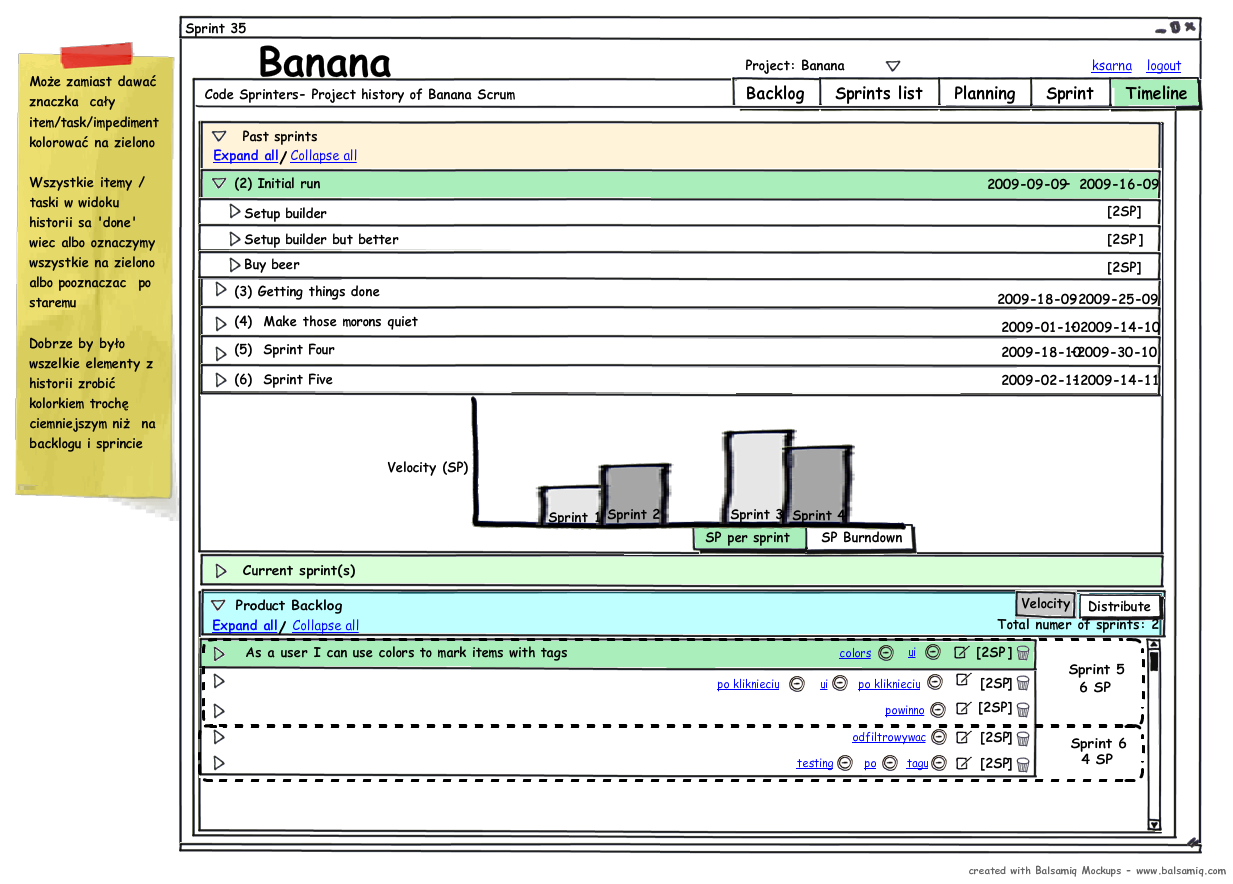 Sprint 35
Może zamiast dawać
znaczka cały
item/task/impediment
kolorować na zielono
Wszystkie itemy /
taski w widoku
historii sa 'done'
wiec albo oznaczymy
wszystkie na zielono
albo pooznaczac po
staremu
Dobrze by było
wszelkie elementy z
historii zrobić
kolorkiem trochę
ciemniejszym niż na
backlogu i sprincie
Banana
Project: Banana
ksarna logout
Code Sprinters- Project history of Banana Scrum
Backlog Sprints list Planning Sprint Timeline
Past sprints
Expand all/ Collapse all
(2) Initial run 2009-09-09- 2009-16-09
Setup builder [2SP]
Setup builder but better [2SP]
Buy beer [2SP]
(3) Getting things done 2009-18-09 2009-25-09
(4) Make those morons quiet 2009-01-10 2009-14-10
(5) Sprint Four 2009-18-10 2009-30-10
(6) Sprint Five 2009-02-11 2009-14-11
Velocity (SP)
Sprint 1 Sprint 2 Sprint 3 Sprint 4
SP per sprint SP Burndown
Current sprint(s)
Product Backlog Velocity Distribute
Expand all/ Collapse all Total numer of sprints: 2
As a user I can use colors to mark items with tags colors ui [2SP]
Sprint 5
6 SP
po kliknieciu ui po kliknieciu [2SP]
powinno [2SP]
odfiltrowywac [2SP]
Sprint 6
4 SP
testing po tagu [2SP]
created with Balsamiq Mockups - www.balsamiq.com